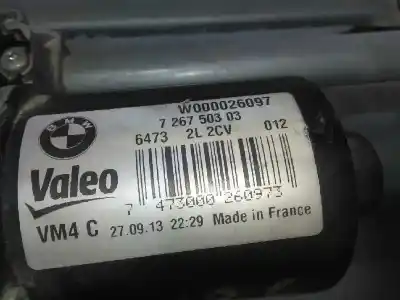 W000026097
7 267 503 03
BMW
6473 2L 2CV 012
Valeo
7 473000 260973
VM4 C 27.09.13 22:29 Made in France